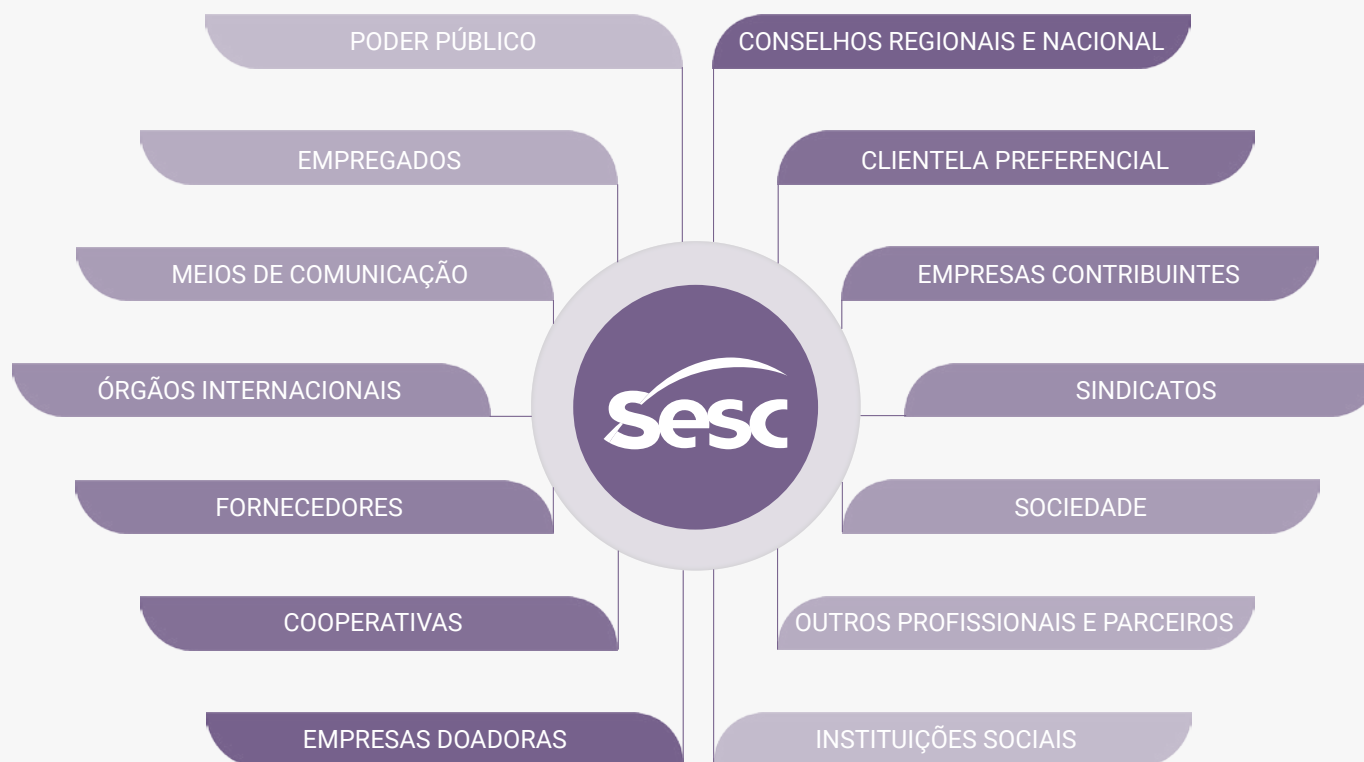 PODER PÚBLICO
CONSELHOS REGIONAIS E NACIONAL
EMPREGADOS
CLIENTELA PREFERENCIAL
MEIOS DE COMUNICAÇÃO
EMPRESAS CONTRIBUINTES
ÓRGÃOS INTERNACIONAIS
Sesc
SINDICATOS
FORNECEDORES
SOCIEDADE
COOPERATIVAS
OUTROS PROFISSIONAIS E PARCEIROS
EMPRESAS DOADORAS
INSTITUIÇÕES SOCIAIS